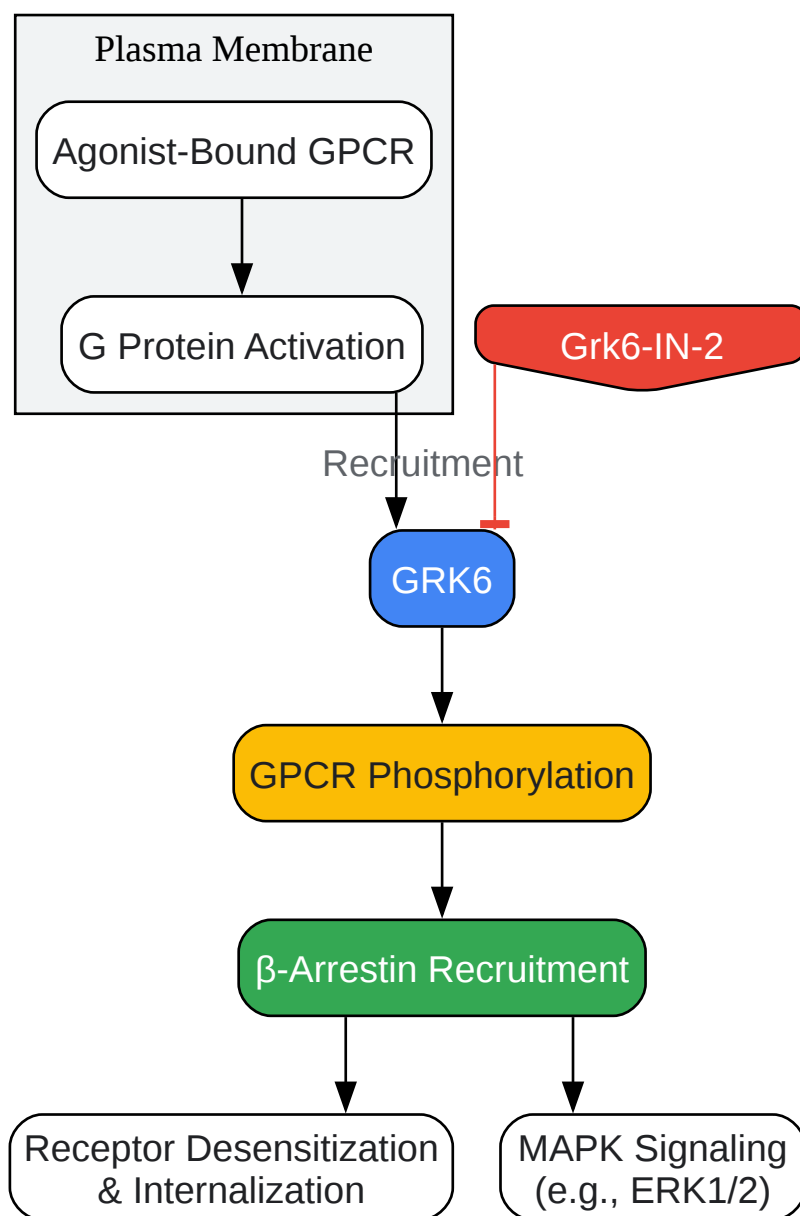 Plasma Membrane
Agonist-Bound GPCR
G Protein Activation
Grk6-IN-2
Recruitment
GRK6
GPCR Phosphorylation
β-Arrestin Recruitment
Receptor Desensitization
& Internalization
MAPK Signaling
(e.g., ERK1/2)